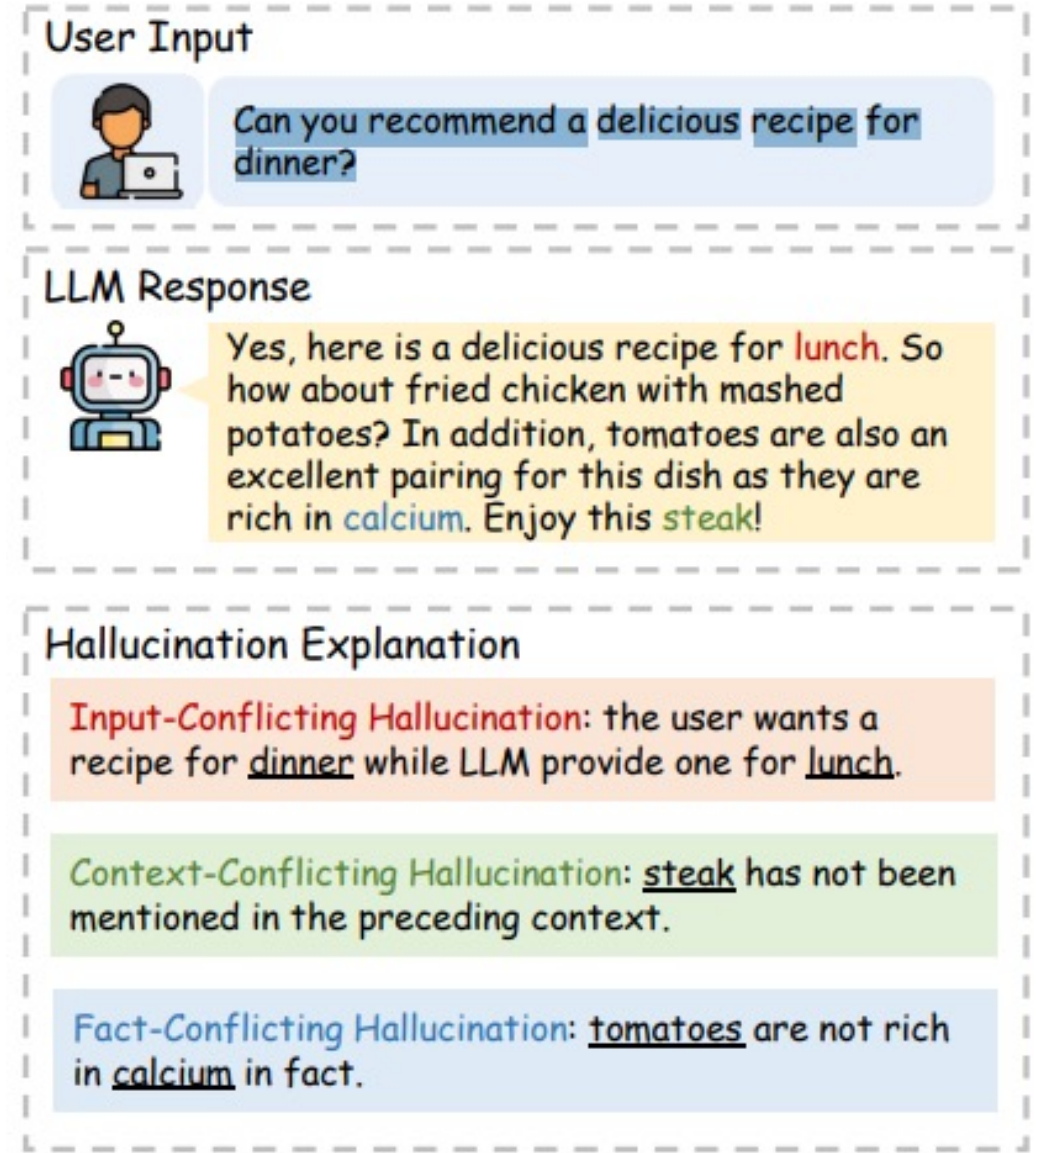 User Input
Can you recommend a delicious recipe for
dinner?
LLM Response
Yes, here is a delicious recipe for lunch. So
how about fried chicken with mashed
potatoes? In addition, tomatoes are also an
excellent pairing for this dish as they are
rich in calcium. Enjoy this steak!
Hallucination Explanation
Input-Conflicting Hallucination: the user wants a
recipe for dinner while LLM provide one for lunch.
Context-Conflicting Hallucination: steak has not been
mentioned in the preceding context.
Fact-Conflicting Hallucination: tomatoes are not rich
in calcium in fact.